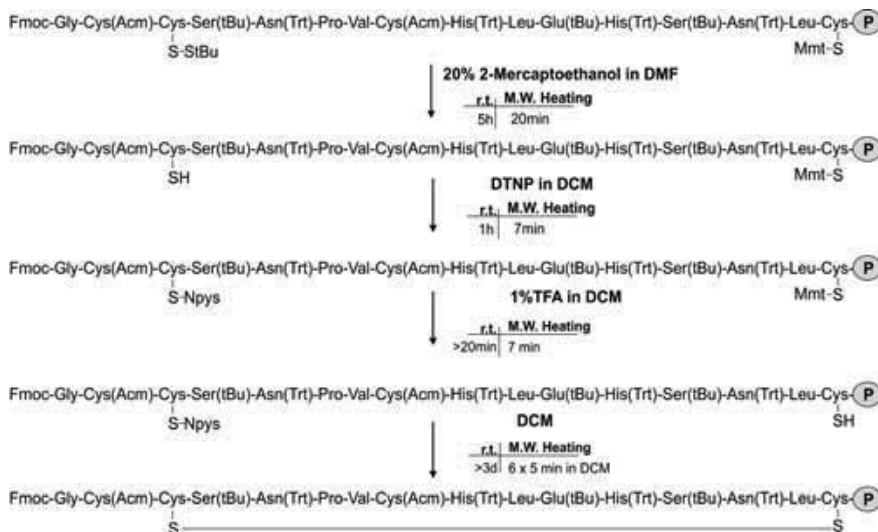 Fmoc-Gly-Cys(Acm)-Cys-Ser(tBu)-Asn(Trt)-Pro-Val-Cys(Acm)-His(Trt)-Leu-Glu(tBu)-His(Trt)-Ser(tBu)-Asn(Trt)-Leu-Cys-P
S-StBu Mmt-S
20% 2-Mercaptoethanol in DMF
r.t. M.W. Heating
5h 20min
Fmoc-Gly-Cys(Acm)-Cys-Ser(tBu)-Asn(Trt)-Pro-Val-Cys(Acm)-His(Trt)-Leu-Glu(tBu)-His(Trt)-Ser(tBu)-Asn(Trt)-Leu-Cys-P
SH Mmt-S
DTNP in DCM
r.t. M.W. Heating
1h 7min
Fmoc-Gly-Cys(Acm)-Cys-Ser(tBu)-Asn(Trt)-Pro-Val-Cys(Acm)-His(Trt)-Leu-Glu(tBu)-His(Trt)-Ser(tBu)-Asn(Trt)-Leu-Cys-P
S-Npys Mmt-S
1%TFA in DCM
r.t. M.W. Heating
>20min 7 min
Fmoc-Gly-Cys(Acm)-Cys-Ser(tBu)-Asn(Trt)-Pro-Val-Cys(Acm)-His(Trt)-Leu-Glu(tBu)-His(Trt)-Ser(tBu)-Asn(Trt)-Leu-Cys-P
S-Npys SH
DCM
r.t. M.W. Heating
>3d 6 x 5 min in DCM
Fmoc-Gly-Cys(Acm)-Cys-Ser(tBu)-Asn(Trt)-Pro-Val-Cys(Acm)-His(Trt)-Leu-Glu(tBu)-His(Trt)-Ser(tBu)-Asn(Trt)-Leu-Cys-P
S S